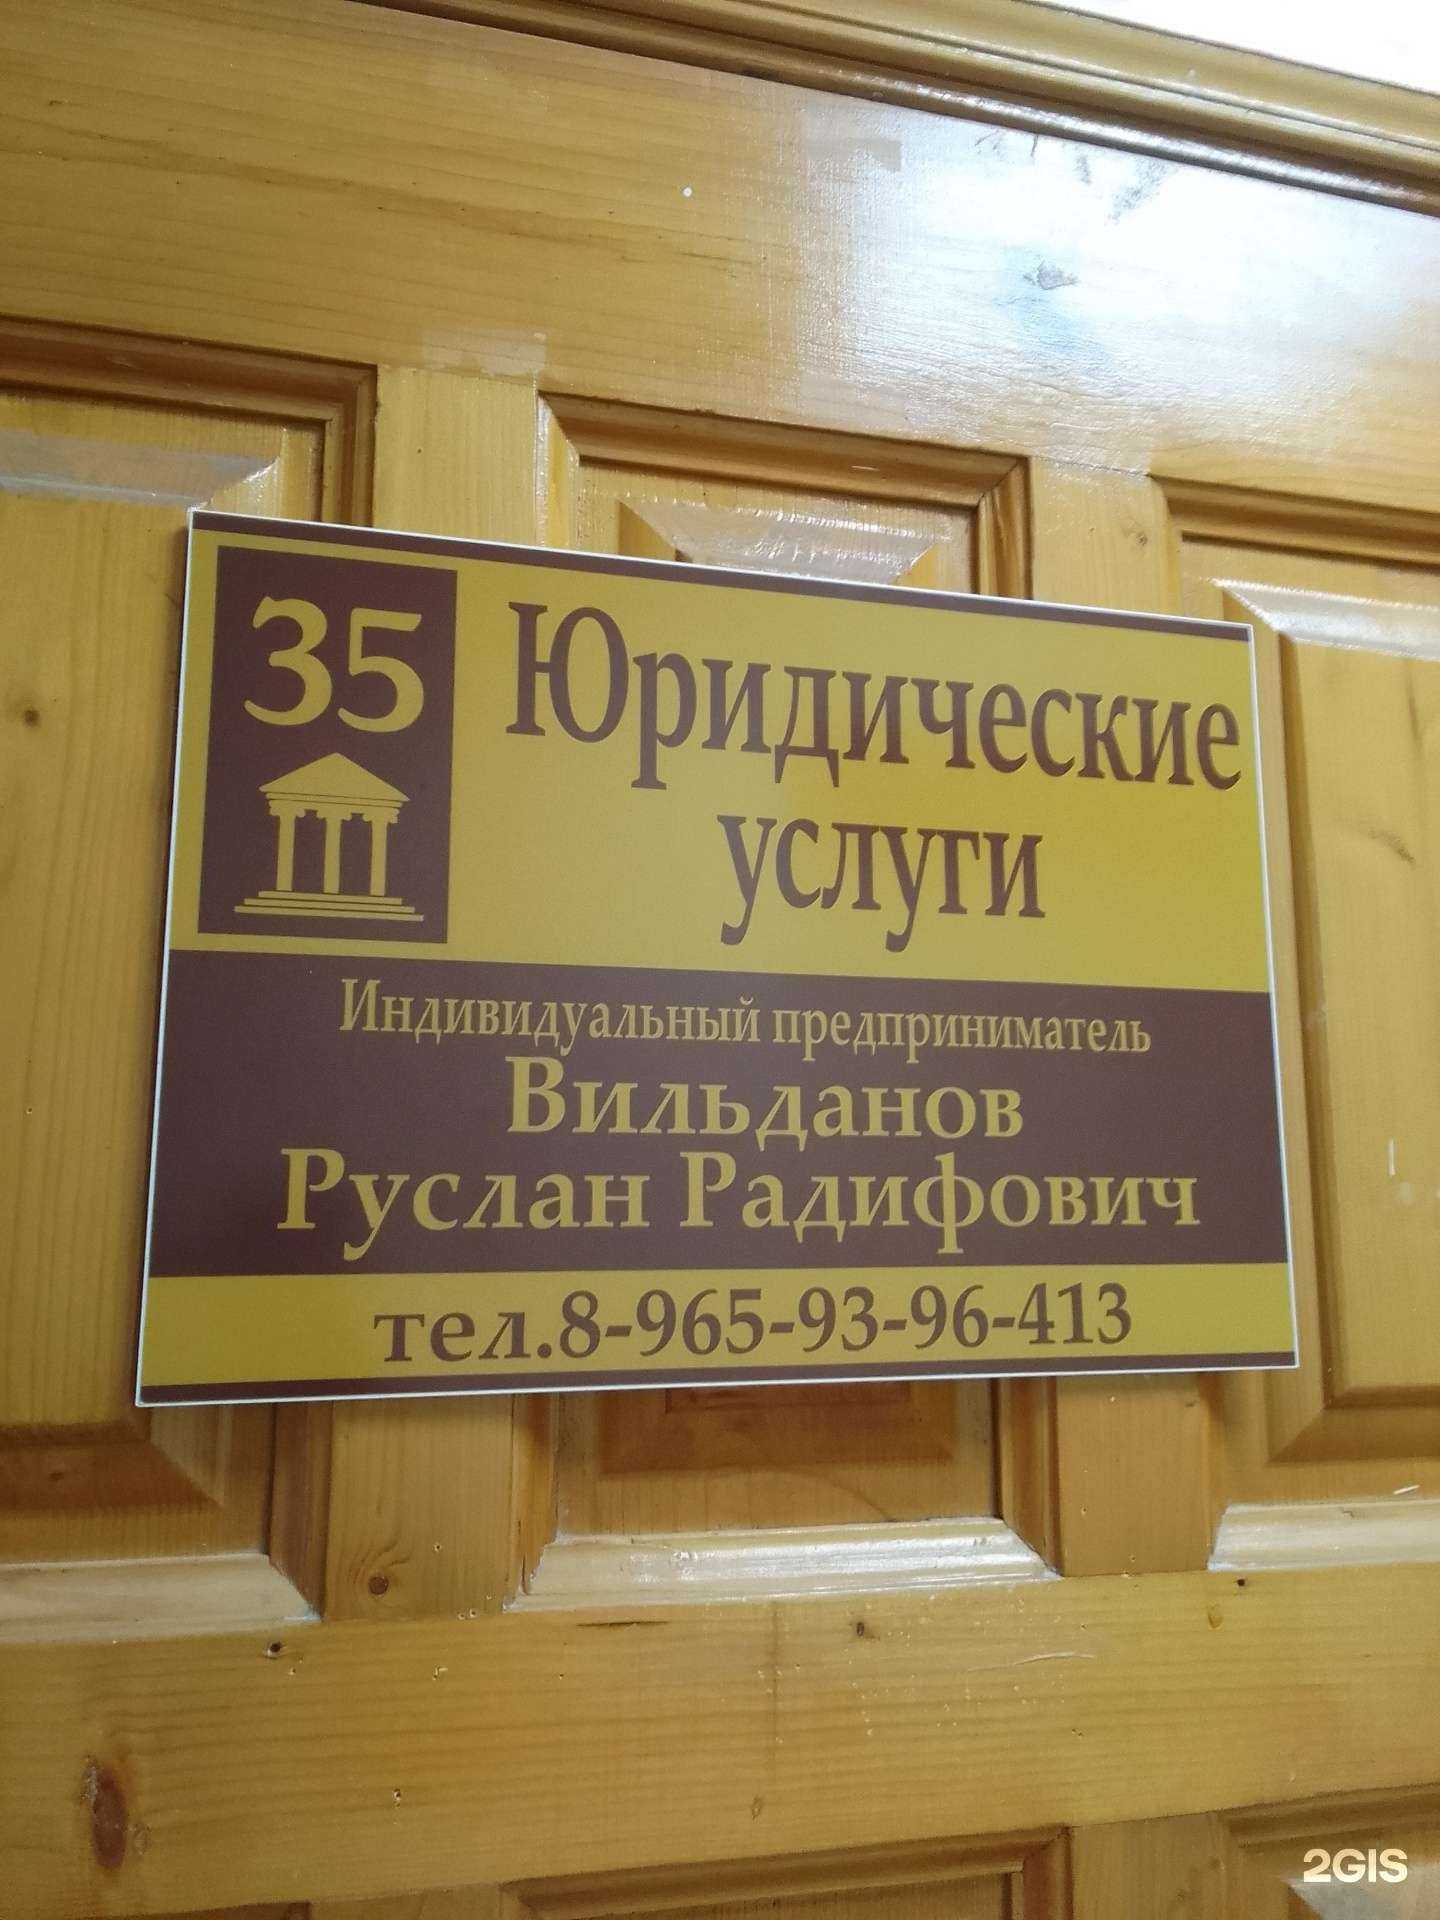 35
Юридические
услуги
Индивидуальный предприниматель
Вильданов
Руслан Радифович
тел.8-965-93-96-413
2GIS